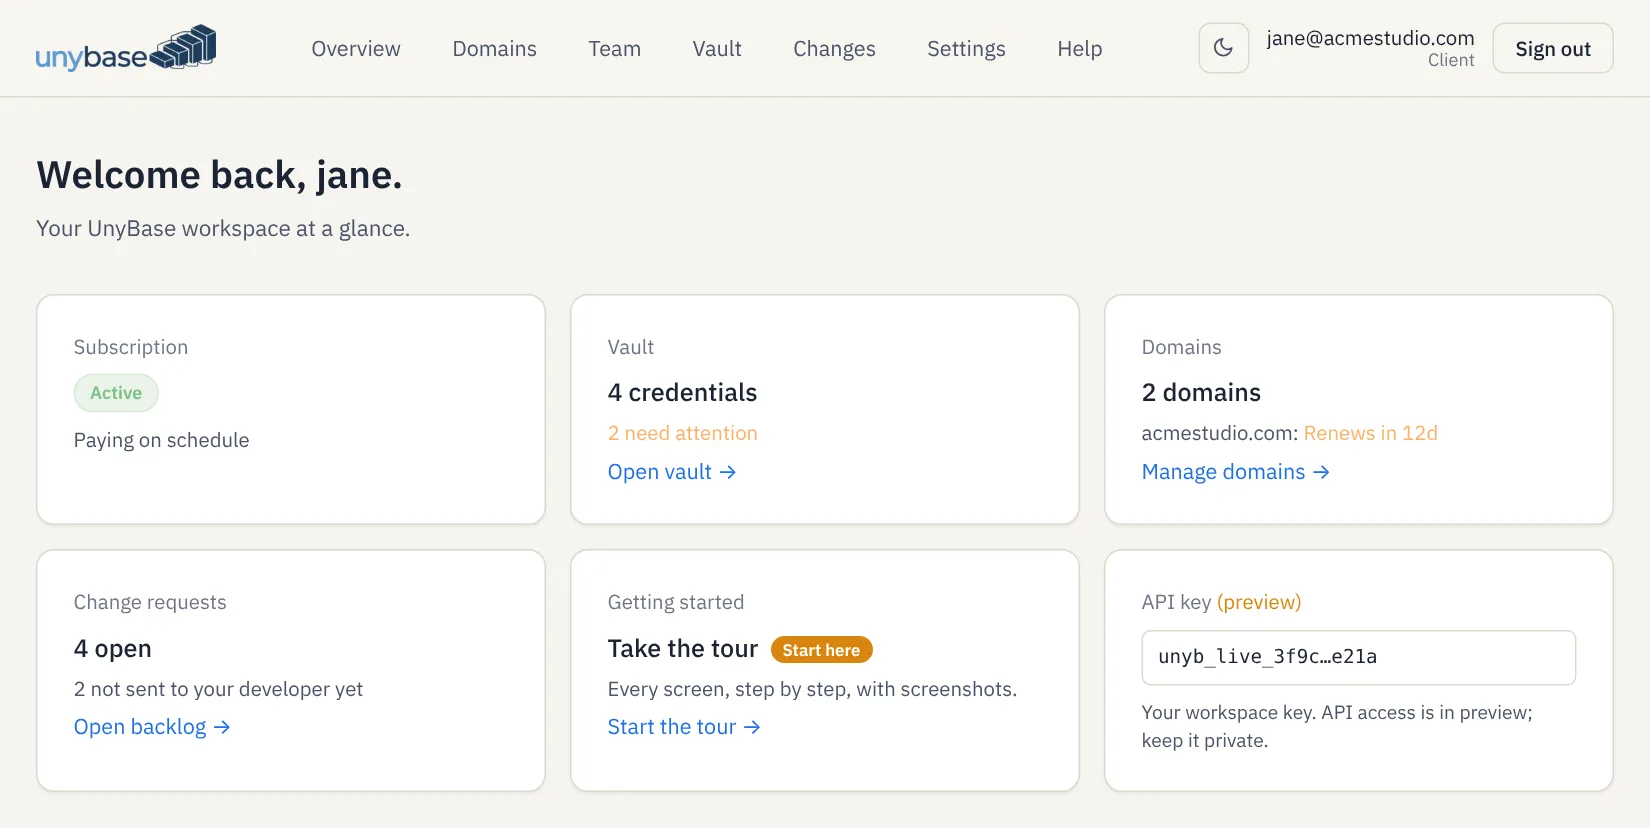 unybase
Overview Domains Team Vault Changes Settings Help
jane@acmestudio.com
Client
Sign out
Welcome back, jane.
Your UnyBase workspace at a glance.
Subscription
Active
Paying on schedule
Vault
4 credentials
2 need attention
Open vault →
Domains
2 domains
acmestudio.com: Renews in 12d
Manage domains →
Change requests
4 open
2 not sent to your developer yet
Open backlog →
Getting started
Take the tour Start here
Every screen, step by step, with screenshots.
Start the tour →
API key (preview)
unyb_live_3f9c…e21a
Your workspace key. API access is in preview;
keep it private.